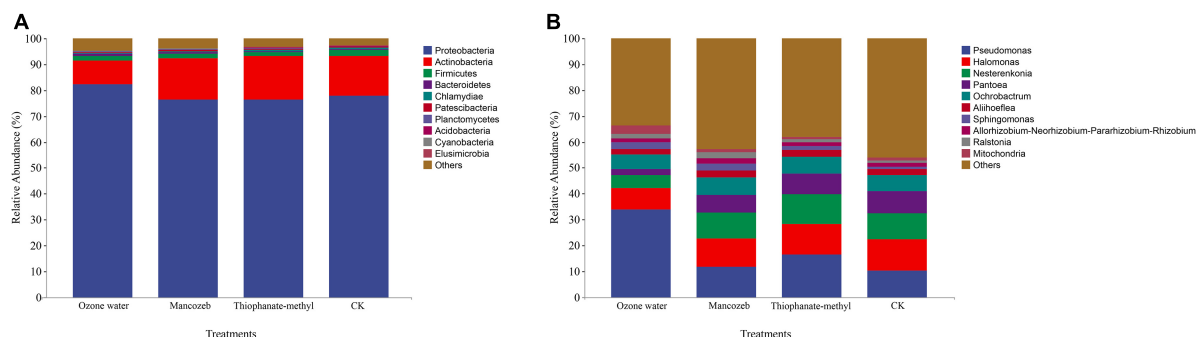 A
Relative Abundance (%)
100
90
80
70
60
50
40
30
20
10
0
Ozone water
Mancozeb
Thiophanate-methyl
CK
Treatments
Proteobacteria
Actinobacteria
Firmicutes
Bacteroidetes
Chlamydiae
Patescibacteria
Planctomycetes
Acidobacteria
Cyanobacteria
Elusimicrobia
Others
B
Relative Abundance (%)
100
90
80
70
60
50
40
30
20
10
0
Ozone water
Mancozeb
Thiophanate-methyl
CK
Treatments
Pseudomonas
Halomonas
Nesterenkonia
Pantoea
Ochrobactrum
Aliihoeflea
Sphingomonas
Allorhizobium-Neorhizobium-Pararhizobium-Rhizobium
Ralstonia
Mitochondria
Others